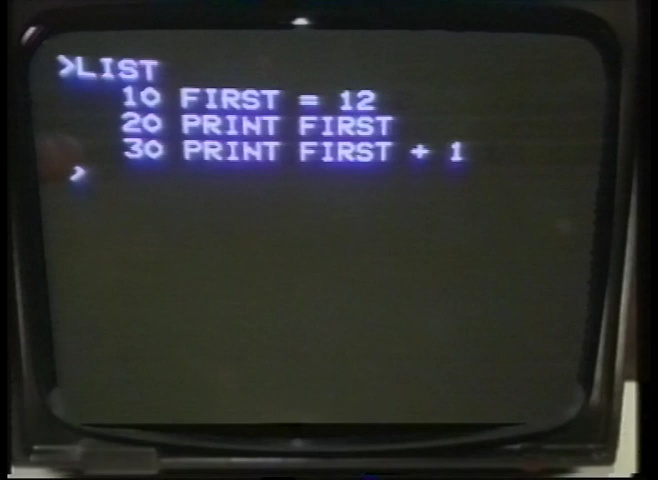 >LIST
10 FIRST = 12
20 PRINT FIRST
30 PRINT FIRST + 1
>